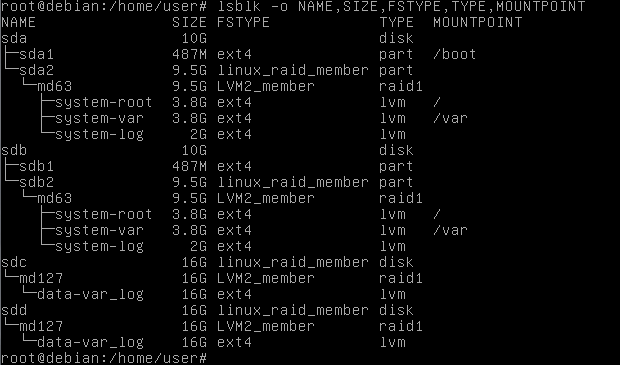 root@debian:/home/user# lsblk -o NAME,SIZE,FSTYPE,TYPE,MOUNTPOINT
NAME                SIZE FSTYPE            TYPE  MOUNTPOINT
sda                  10G                   disk
├─sda1              487M ext4              part  /boot
└─sda2              9.5G linux_raid_member part
  └─md63            9.5G LVM2_member       raid1
    ├─system-root   3.8G ext4              lvm   /
    ├─system-var    3.8G ext4              lvm   /var
    └─system-log      2G ext4              lvm
sdb                  10G                   disk
├─sdb1              487M ext4              part
└─sdb2              9.5G linux_raid_member part
  └─md63            9.5G LVM2_member       raid1
    ├─system-root   3.8G ext4              lvm   /
    ├─system-var    3.8G ext4              lvm   /var
    └─system-log      2G ext4              lvm
sdc                  16G linux_raid_member disk
└─md127              16G LVM2_member       raid1
  └─data-var_log     16G ext4              lvm
sdd                  16G linux_raid_member disk
└─md127              16G LVM2_member       raid1
  └─data-var_log     16G ext4              lvm
root@debian:/home/user#